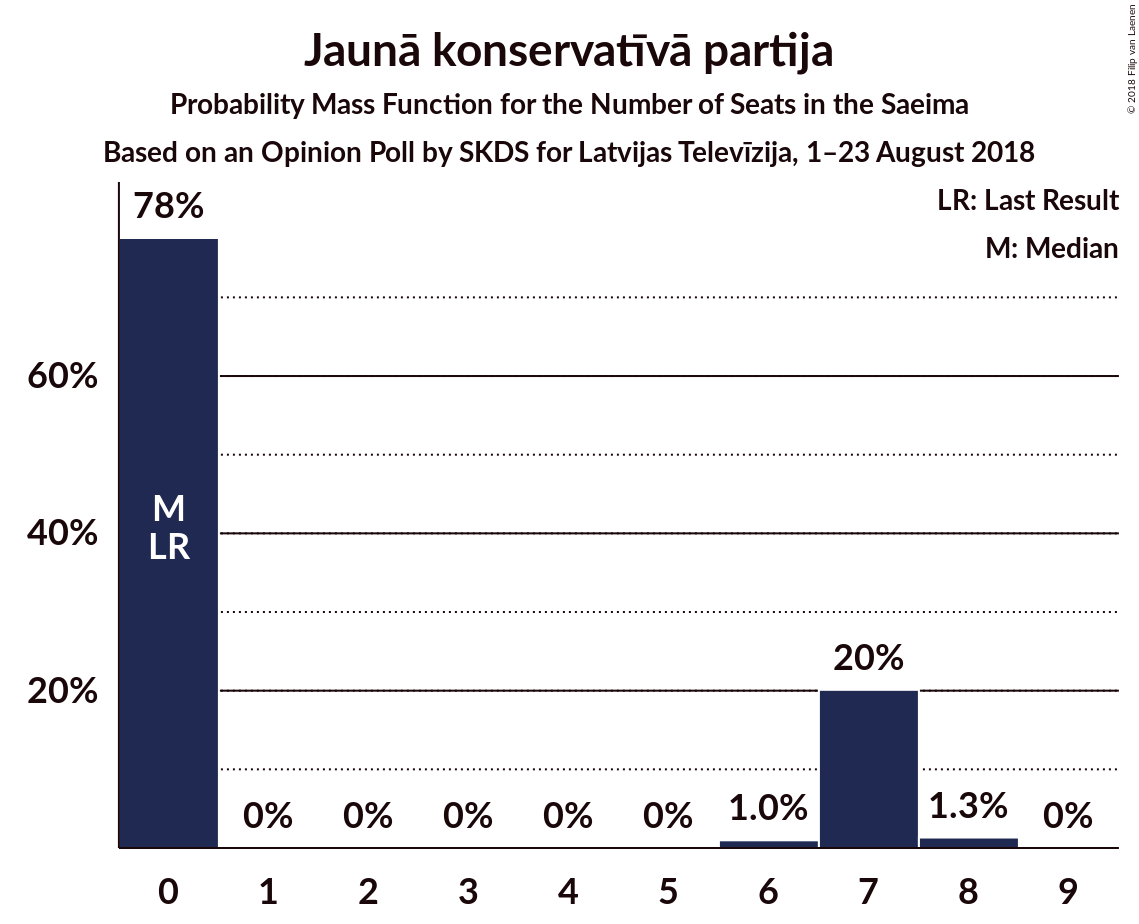 Jaunā konservatīvā partija
Probability Mass Function for the Number of Seats in the Saeima
Based on an Opinion Poll by SKDS for Latvijas Televīzija, 1–23 August 2018
© 2018 Filip van Laenen
LR: Last Result
M: Median
78%
60%
40%
20%
M
LR
0%
0%
0%
0%
0%
1.0%
20%
1.3%
0%
0 1 2 3 4 5 6 7 8 9